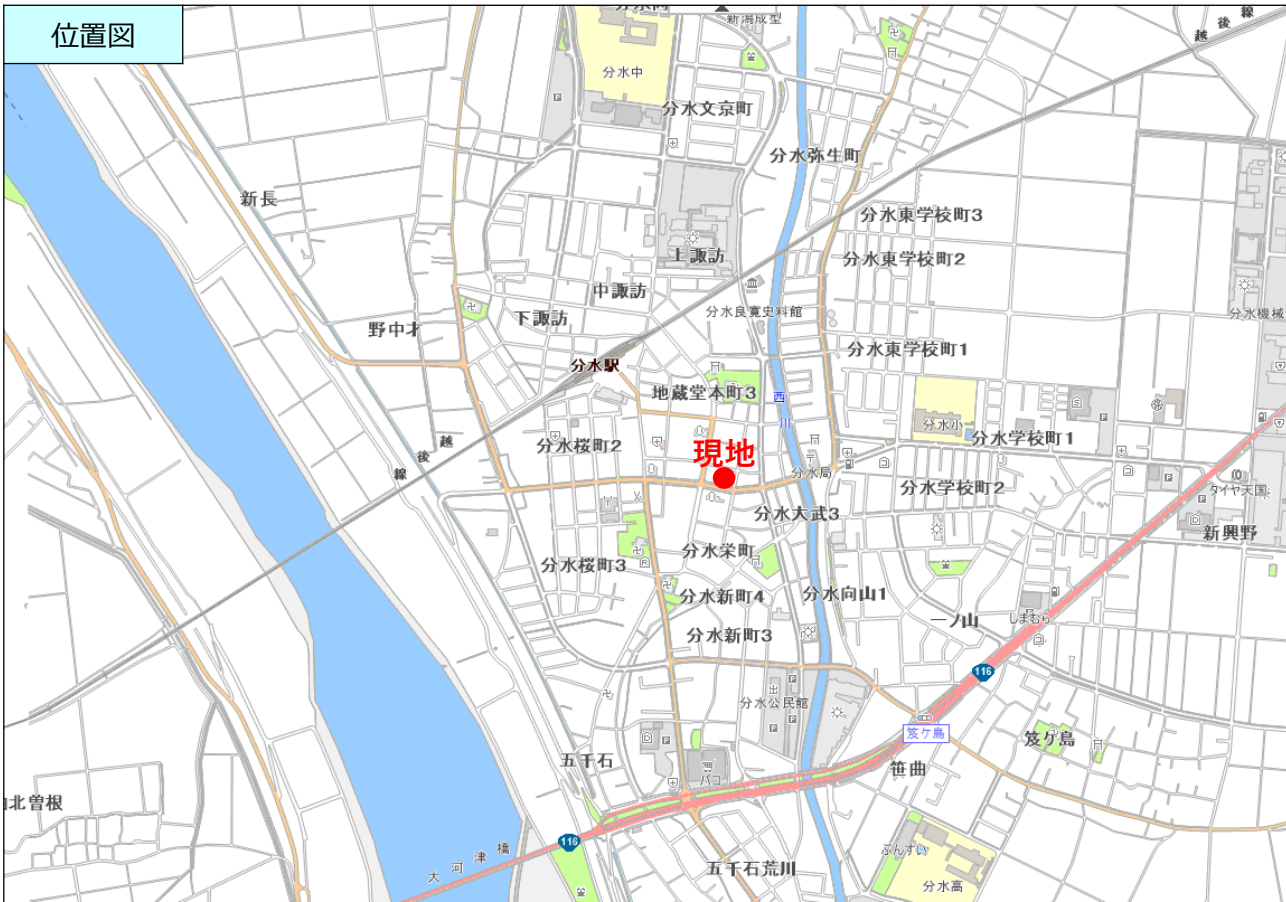 位置図
新潟成型
越後線
分水中
分水文京町
分水弥生町
新長
分水東学校町3
上諏訪
分水東学校町2
中諏訪
分水良寛史料館
下諏訪
野中才
分水機械
分水東学校町1
分水駅
地蔵堂本町3
西川
分水小
分水学校町1
越後線
分水桜町2
現地
分水局
分水学校町2
タイヤ天国
分水大武3
新興野
分水栄町
分水桜町3
分水新町4
分水向山1
しまむら
一ノ山
分水新町3
116
分水公民館
笈ケ島
笈ケ島
五千石
パコ
笹曲
北曽根
116
大河津橋
ぶんすい
五千石荒川
分水高